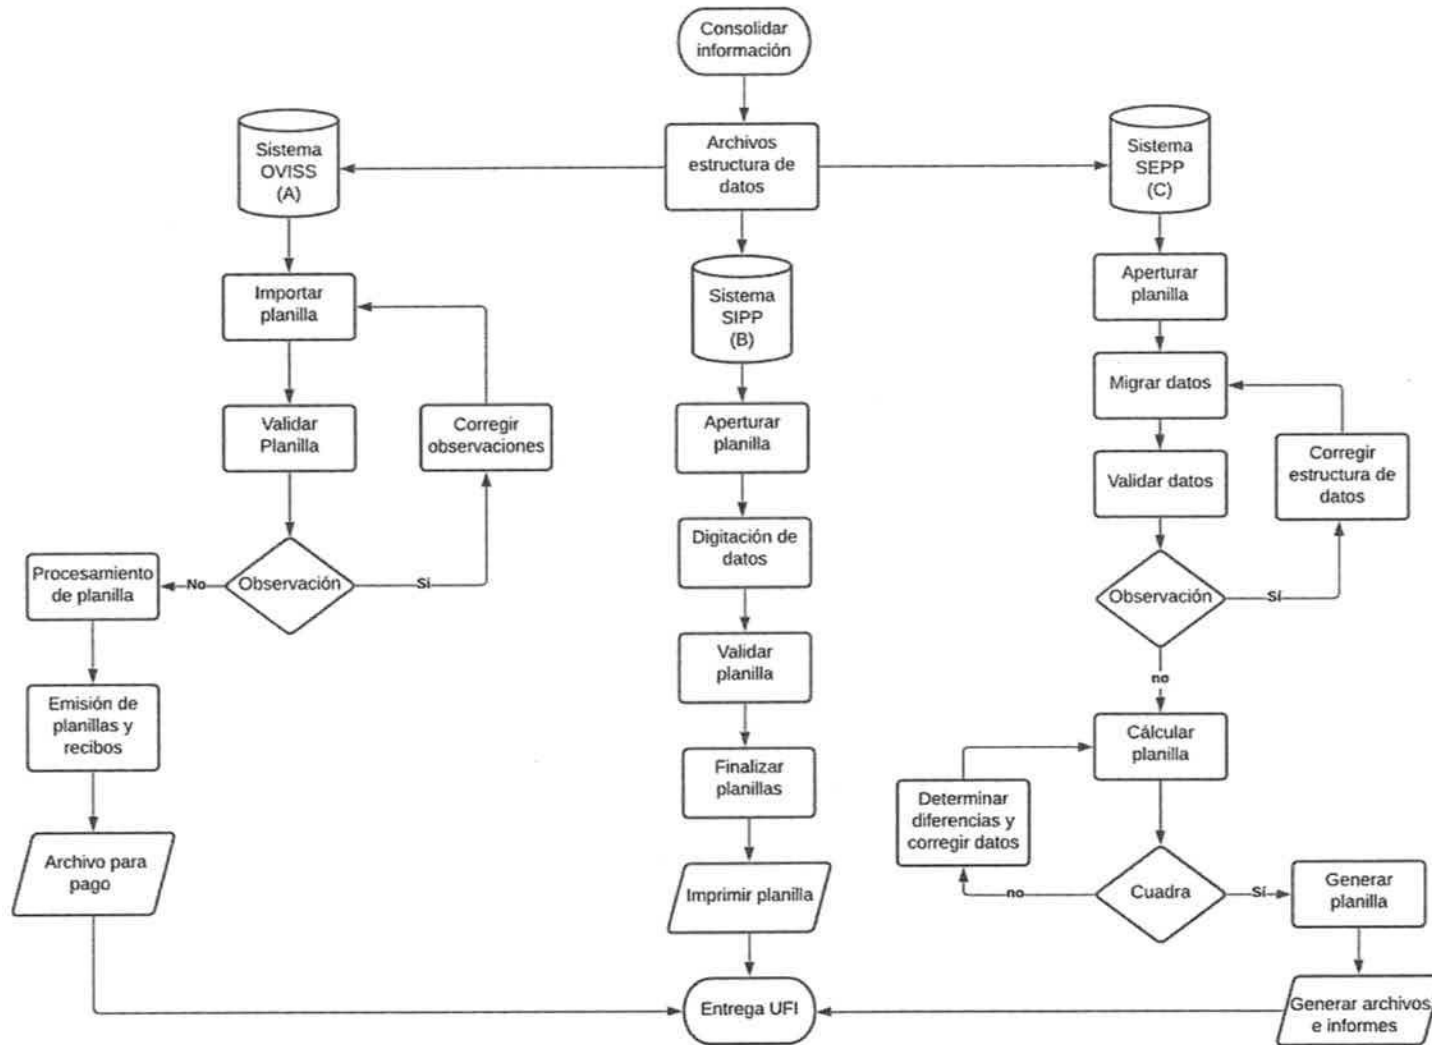 Consolidar
información
Archivos
estructura de
datos
Sistema
OVISS
(A)
Importar
planilla
Validar
Planilla
Corregir
observaciones
Observación
No
Sí
Procesamiento
de planilla
Emisión de
planillas y
recibos
Archivo para
pago
Sistema
SIPP
(B)
Aperturar
planilla
Digitación de
datos
Validar
planilla
Finalizar
planillas
Imprimir planilla
Entrega UFI
Sistema
SEPP
(C)
Aperturar
planilla
Migrar datos
Validar datos
Corregir
estructura de
datos
Observación
Sí
no
Cálcular
planilla
Determinar
diferencias y
corregir datos
Cuadra
no
Sí
Generar
planilla
Generar archivos
e informes